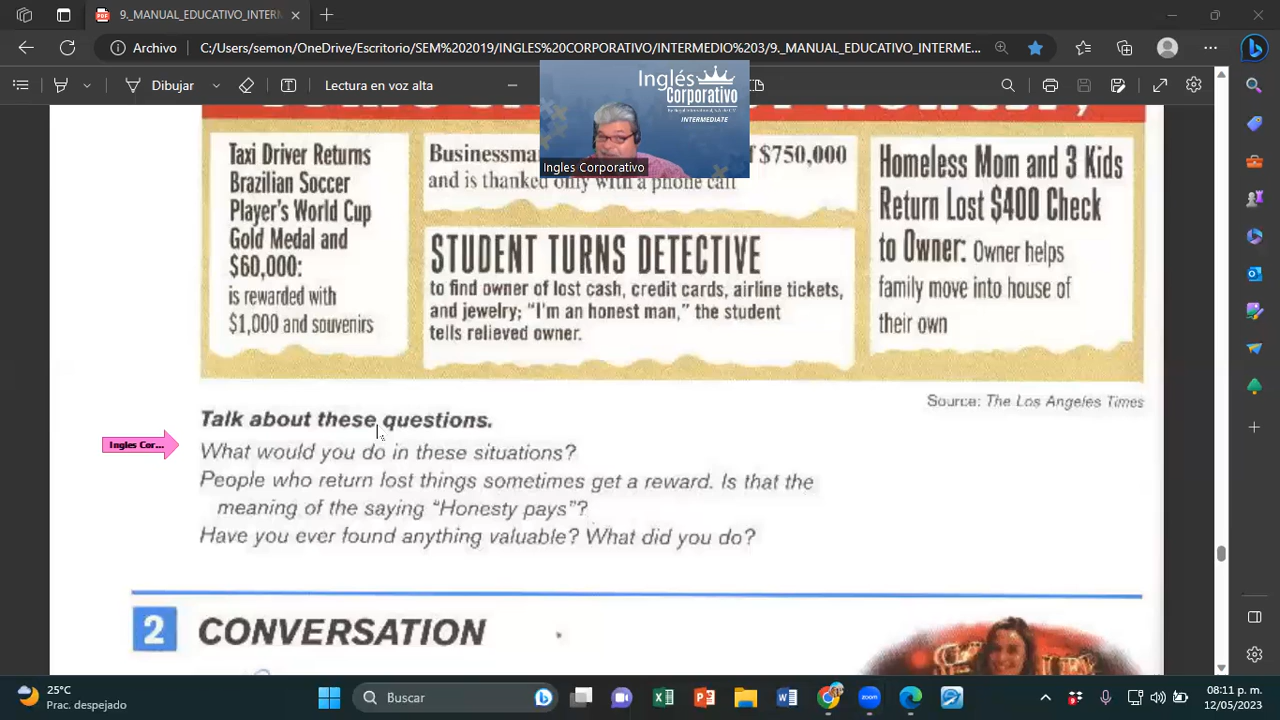 9._MANUAL_EDUCATIVO_INTERM
Archivo
C:/Users/semon/OneDrive/Escritorio/SEM%202019/INGLES%20CORPORATIVO/INTERMEDIO%203/9._MANUAL_EDUCATIVO_INTERME...
Dibujar
Lectura en voz alta
Inglés
Corporativo
INTERMEDIATE
Ingles Corporativo
Taxi Driver Returns
Brazilian Soccer
Player's World Cup
Gold Medal and
$60,000:
is rewarded with
$1,000 and souvenirs
$750,000
and is thanked only with a phone call
STUDENT TURNS DETECTIVE
to find owner of lost cash, credit cards, airline tickets,
and jewelry; "I'm an honest man," the student
tells relieved owner.
Homeless Mom and 3 Kids
Return Lost $400 Check
to Owner: Owner helps
family move into house of
their own
Source: The Los Angeles Times
Talk about these questions.
Ingles Cor...
What would you do in these situations?
People who return lost things sometimes get a reward. Is that the
meaning of the saying "Honesty pays"?
Have you ever found anything valuable? What did you do?
2 CONVERSATION
25°C
Prac. despejado
Buscar
08:11 p. m.
12/05/2023